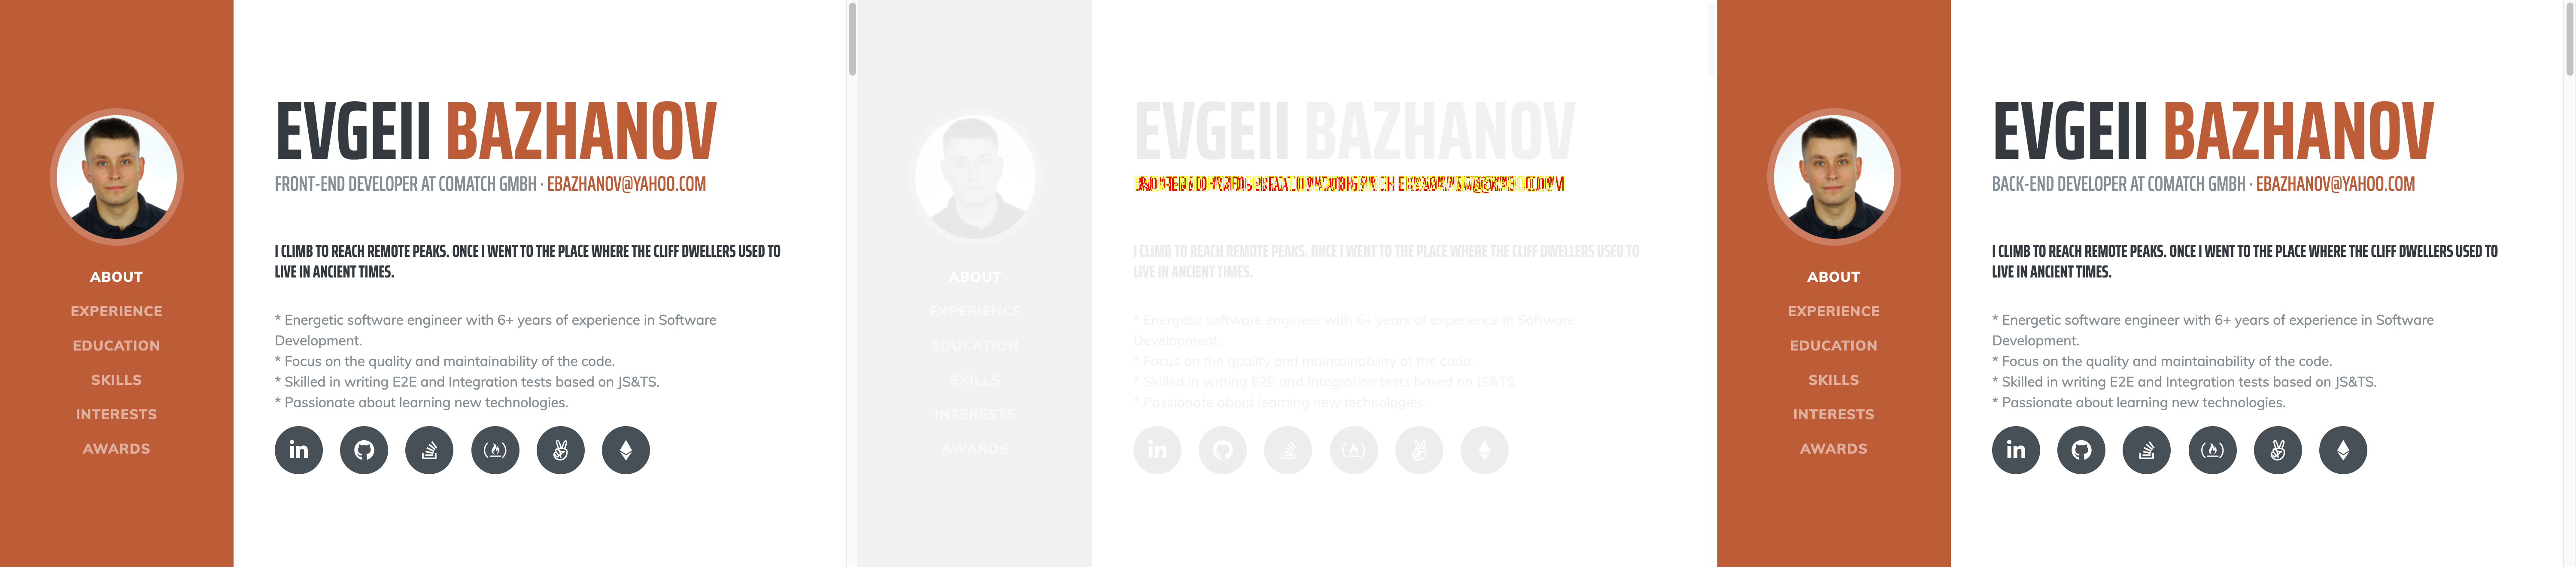 EVGEII BAZHANOV
FRONT-END DEVELOPER AT COMATCH GMBH · EBAZHANOV@YAHOO.COM
I CLIMB TO REACH REMOTE PEAKS. ONCE I WENT TO THE PLACE WHERE THE CLIFF DWELLERS USED TO
LIVE IN ANCIENT TIMES.
ABOUT
EXPERIENCE
EDUCATION
SKILLS
INTERESTS
AWARDS
* Energetic software engineer with 6+ years of experience in Software
Development.
* Focus on the quality and maintainability of the code.
* Skilled in writing E2E and Integration tests based on JS&TS.
* Passionate about learning new technologies.
in
EVGEII BAZHANOV
I CLIMB TO REACH REMOTE PEAKS. ONCE I WENT TO THE PLACE WHERE THE CLIFF DWELLERS USED TO
LIVE IN ANCIENT TIMES.
ABOUT
EXPERIENCE
EDUCATION
SKILLS
INTERESTS
AWARDS
* Energetic software engineer with 6+ years of experience in Software
Development.
* Focus on the quality and maintainability of the code.
* Skilled in writing E2E and Integration tests based on JS&TS.
* Passionate about learning new technologies.
in
EVGEII BAZHANOV
BACK-END DEVELOPER AT COMATCH GMBH · EBAZHANOV@YAHOO.COM
I CLIMB TO REACH REMOTE PEAKS. ONCE I WENT TO THE PLACE WHERE THE CLIFF DWELLERS USED TO
LIVE IN ANCIENT TIMES.
ABOUT
EXPERIENCE
EDUCATION
SKILLS
INTERESTS
AWARDS
* Energetic software engineer with 6+ years of experience in Software
Development.
* Focus on the quality and maintainability of the code.
* Skilled in writing E2E and Integration tests based on JS&TS.
* Passionate about learning new technologies.
in